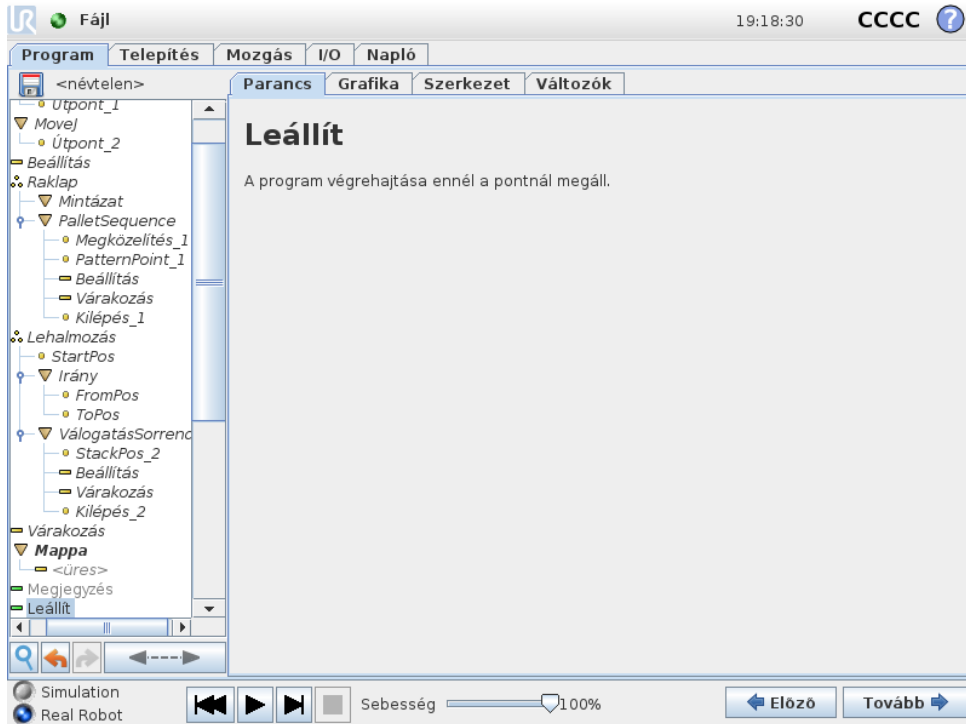 UR Fájl 19:18:30 CCCC ?
Program Telepítés Mozgás I/O Napló
<névtelen>
Parancs Grafika Szerkezet Változók
Útpont_1
MoveJ
Útpont_2
Beállítás
Raklap
Mintázat
PalletSequence
Megközelítés_1
PatternPoint_1
Beállítás
Várakozás
Kilépés_1
Lehalmozás
StartPos
Irány
FromPos
ToPos
VálogatásSorrend
StackPos_2
Beállítás
Várakozás
Kilépés_2
Várakozás
Mappa
<üres>
Megjegyzés
Leállít
Leállít
A program végrehajtása ennél a pontnál megáll.
Simulation
Real Robot
Sebesség 100%
Előző
Tovább